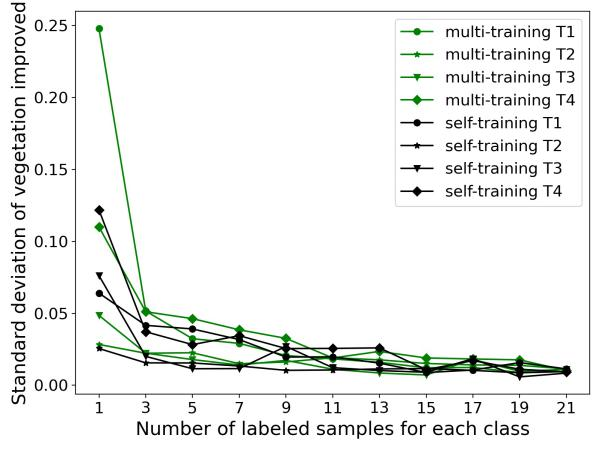 Standard deviation of vegetation improved
0.25
0.20
0.15
0.10
0.05
0.00
multi-training T1
multi-training T2
multi-training T3
multi-training T4
self-training T1
self-training T2
self-training T3
self-training T4
1 3 5 7 9 11 13 15 17 19 21
Number of labeled samples for each class